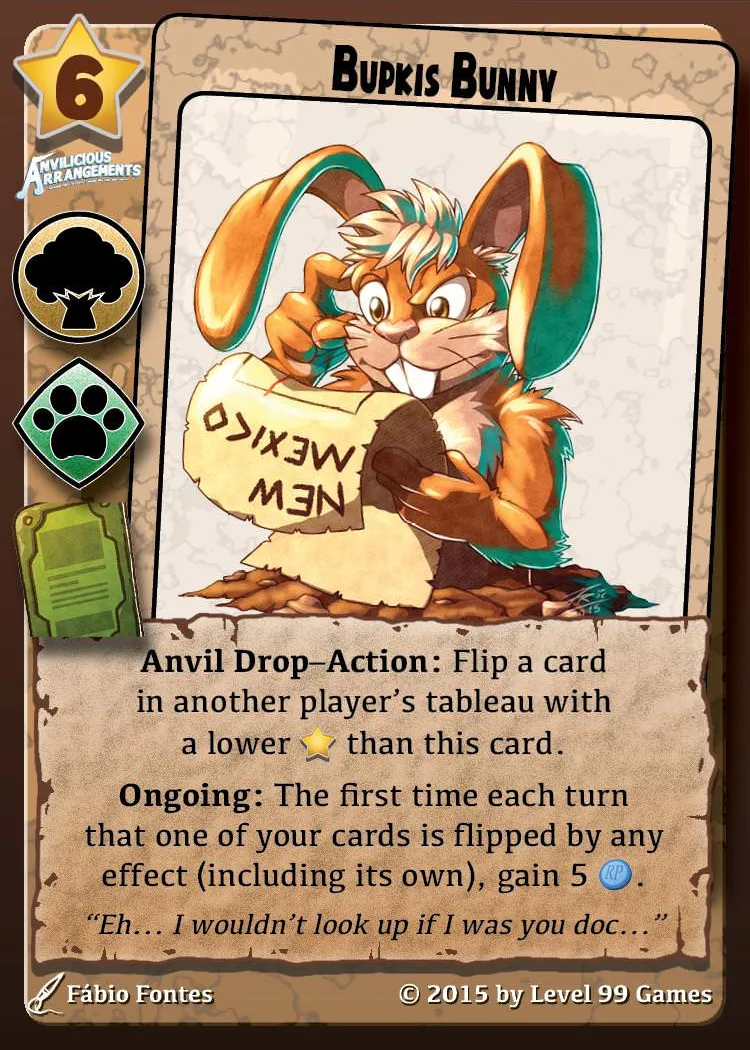 6
BUPKIS BUNNY
ANVILICIOUS
ARRANGEMENTS
NEW
MEXICO
Anvil Drop–Action: Flip a card
in another player’s tableau with
a lower than this card.
Ongoing: The first time each turn
that one of your cards is flipped by any
effect (including its own), gain 5 RP.
“Eh... I wouldn’t look up if I was you doc...”
Fábio Fontes
© 2015 by Level 99 Games